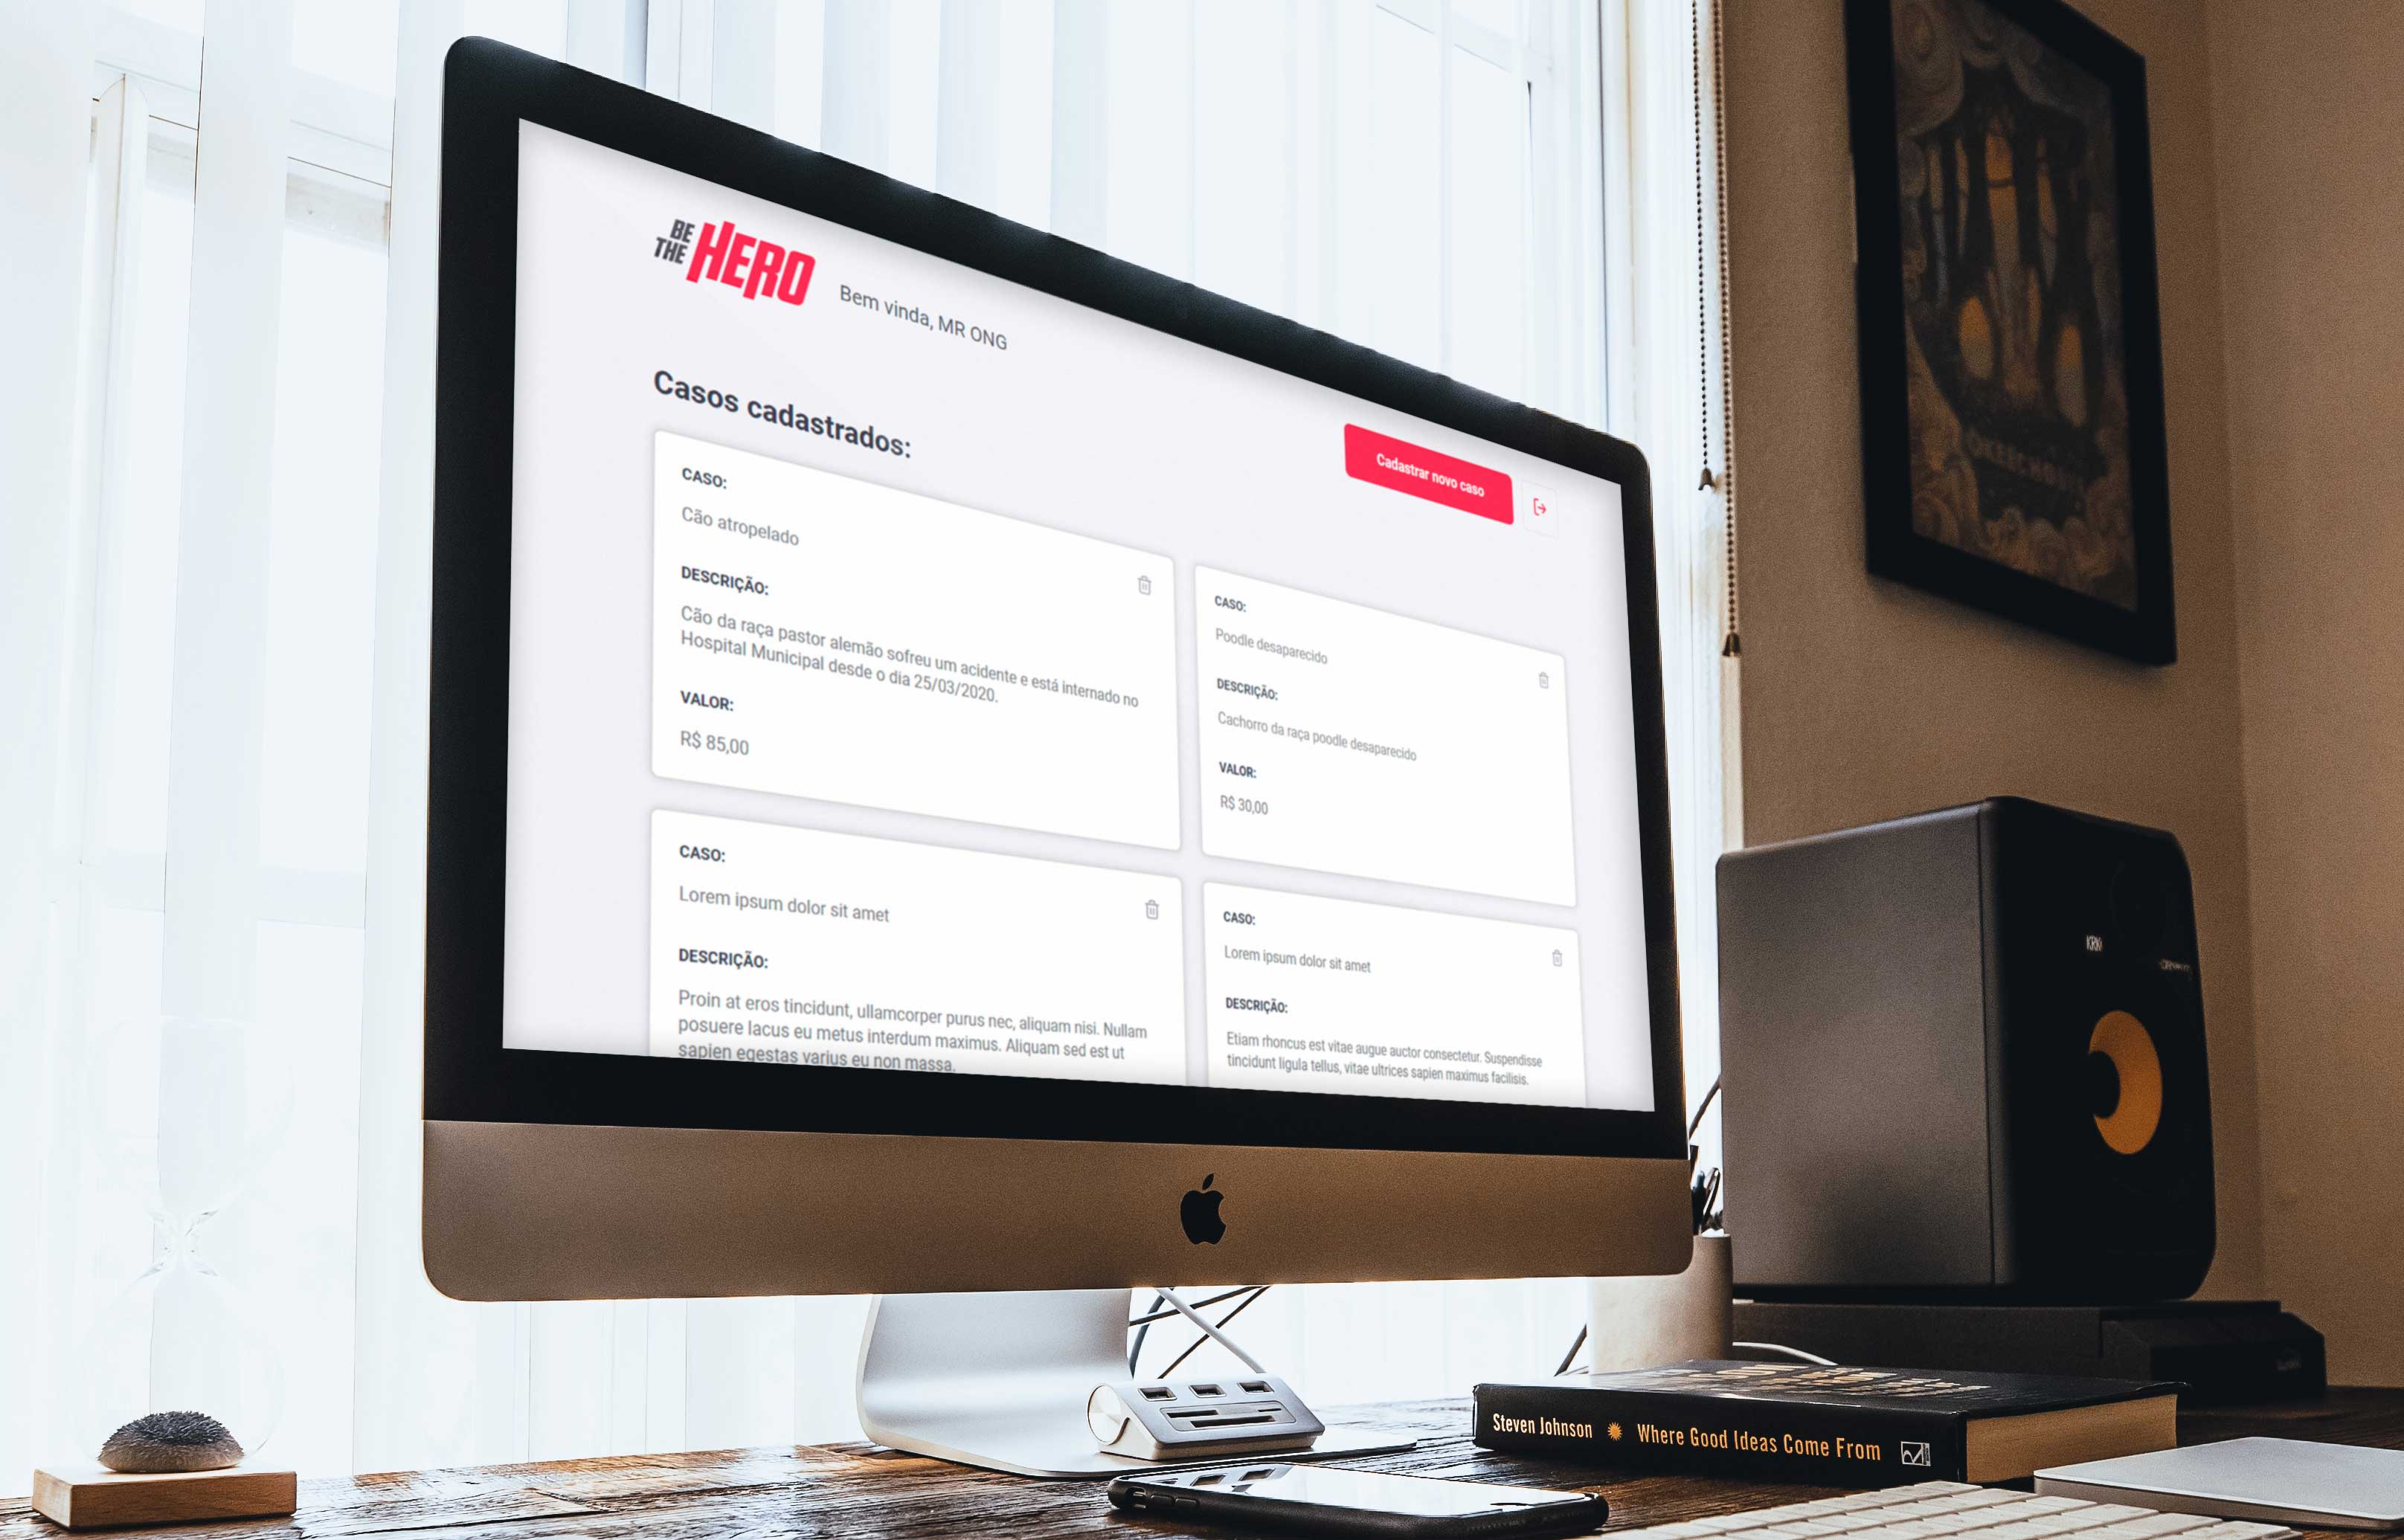 BE
THE
HERO
Bem vinda, MR ONG
Cadastrar novo caso
Casos cadastrados:
CASO:
Cão atropelado
DESCRIÇÃO:
Cão da raça pastor alemão sofreu um acidente e está internado no
Hospital Municipal desde o dia 25/03/2020.
VALOR:
R$ 85,00
CASO:
Poodle desaparecido
DESCRIÇÃO:
Cachorro da raça poodle desaparecido
VALOR:
R$ 30,00
CASO:
Lorem ipsum dolor sit amet
DESCRIÇÃO:
Proin at eros tincidunt, ullamcorper purus nec, aliquam nisi. Nullam
posuere lacus eu metus interdum maximus. Aliquam sed est ut
sapien egestas varius eu non massa.
CASO:
Lorem ipsum dolor sit amet
DESCRIÇÃO:
Etiam rhoncus est vitae augue auctor consectetur. Suspendisse
tincidunt ligula tellus, vitae ultrices sapien maximus facilisis.
OKEECHOBEE
KRK
Steven Johnson Where Good Ideas Come From